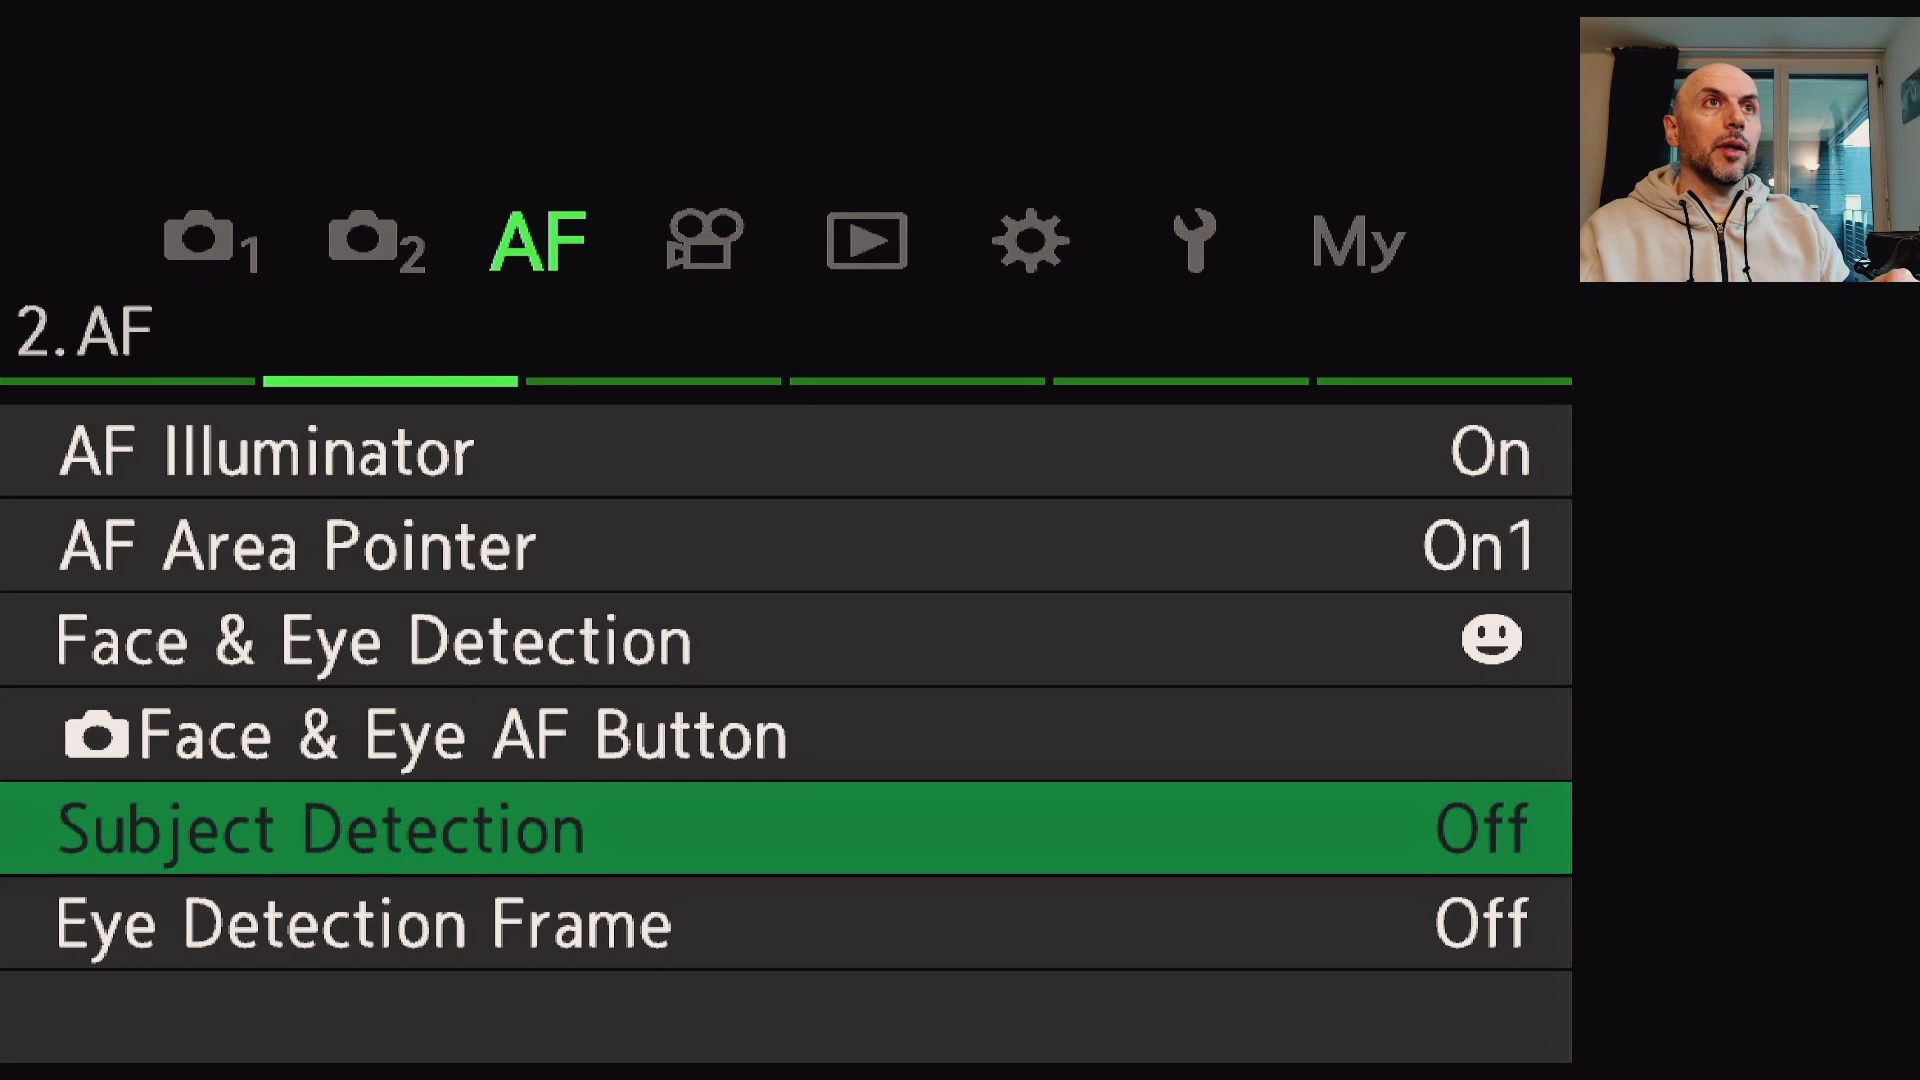 1 2 AF My
2. AF
AF Illuminator On
AF Area Pointer On1
Face & Eye Detection
Face & Eye AF Button
Subject Detection Off
Eye Detection Frame Off